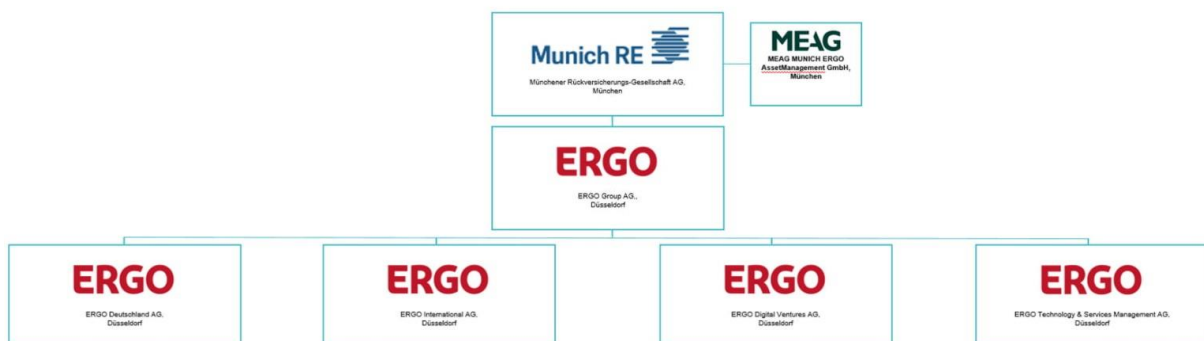 Munich RE
Münchener Rückversicherungs-Gesellschaft AG,
München
MEAG
MEAG MUNICH ERGO
AssetManagement GmbH,
München
ERGO
ERGO Group AG,,
Düsseldorf
ERGO
ERGO Deutschland AG,
Düsseldorf
ERGO
ERGO International AG,
Düsseldorf
ERGO
ERGO Digital Ventures AG,
Düsseldorf
ERGO
ERGO Technology & Services Management AG,
Düsseldorf